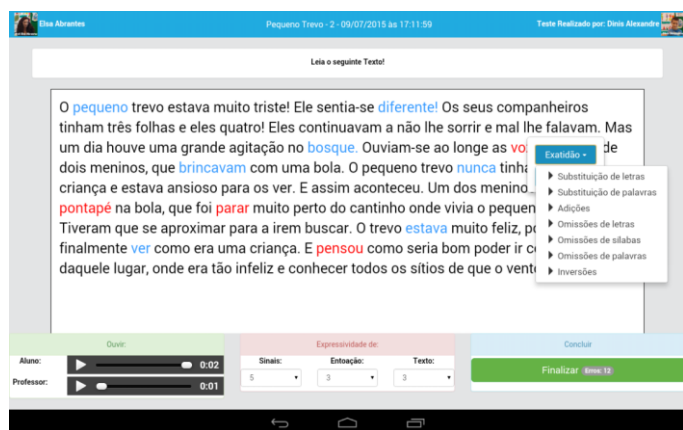 Elsa Abrantes
Pequeno Trevo - 2 - 09/07/2015 às 17:11:59
Teste Realizado por: Dinis Alexandre
Leia o seguinte Texto!
O pequeno trevo estava muito triste! Ele sentia-se diferente! Os seus companheiros
tinham três folhas e eles quatro! Eles continuavam a não lhe sorrir e mal lhe falavam. Mas
um dia houve uma grande agitação no bosque. Ouviam-se ao longe as de
dois meninos, que brincavam com uma bola. O pequeno trevo nunca
criança e estava ansioso para os ver. E assim aconteceu. Um dos
pontapé na bola, que foi parar muito perto do cantinho onde vivia o
Tiveram que se aproximar para a irem buscar. O trevo estava muito feliz,
finalmente ver como era uma criança. E pensou como seria bom poder ir
daquele lugar, onde era tão infeliz e conhecer todos os sítios de que o
Exatidão
Substituição de letras
Substituição de palavras
Adições
Omissões de letras
Omissões de silabas
Omissões de palavras
Inversões
Ouvir:
Aluno:
0:02
Professor:
0:01
Expressividade de:
Sinais: Entoação: Texto:
5 3 3
Concluir
Finalizar Erros: 12